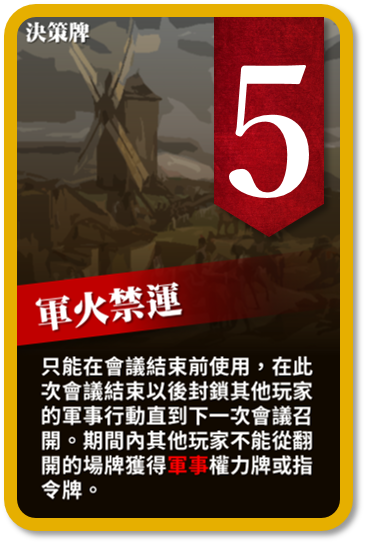 決策牌
5
軍火禁運
只能在會議結束前使用，在此
次會議結束以後封鎖其他玩家
的軍事行動直到下一次會議召
開。期間內其他玩家不能從翻
開的場牌獲得軍事權力牌或指
令牌。